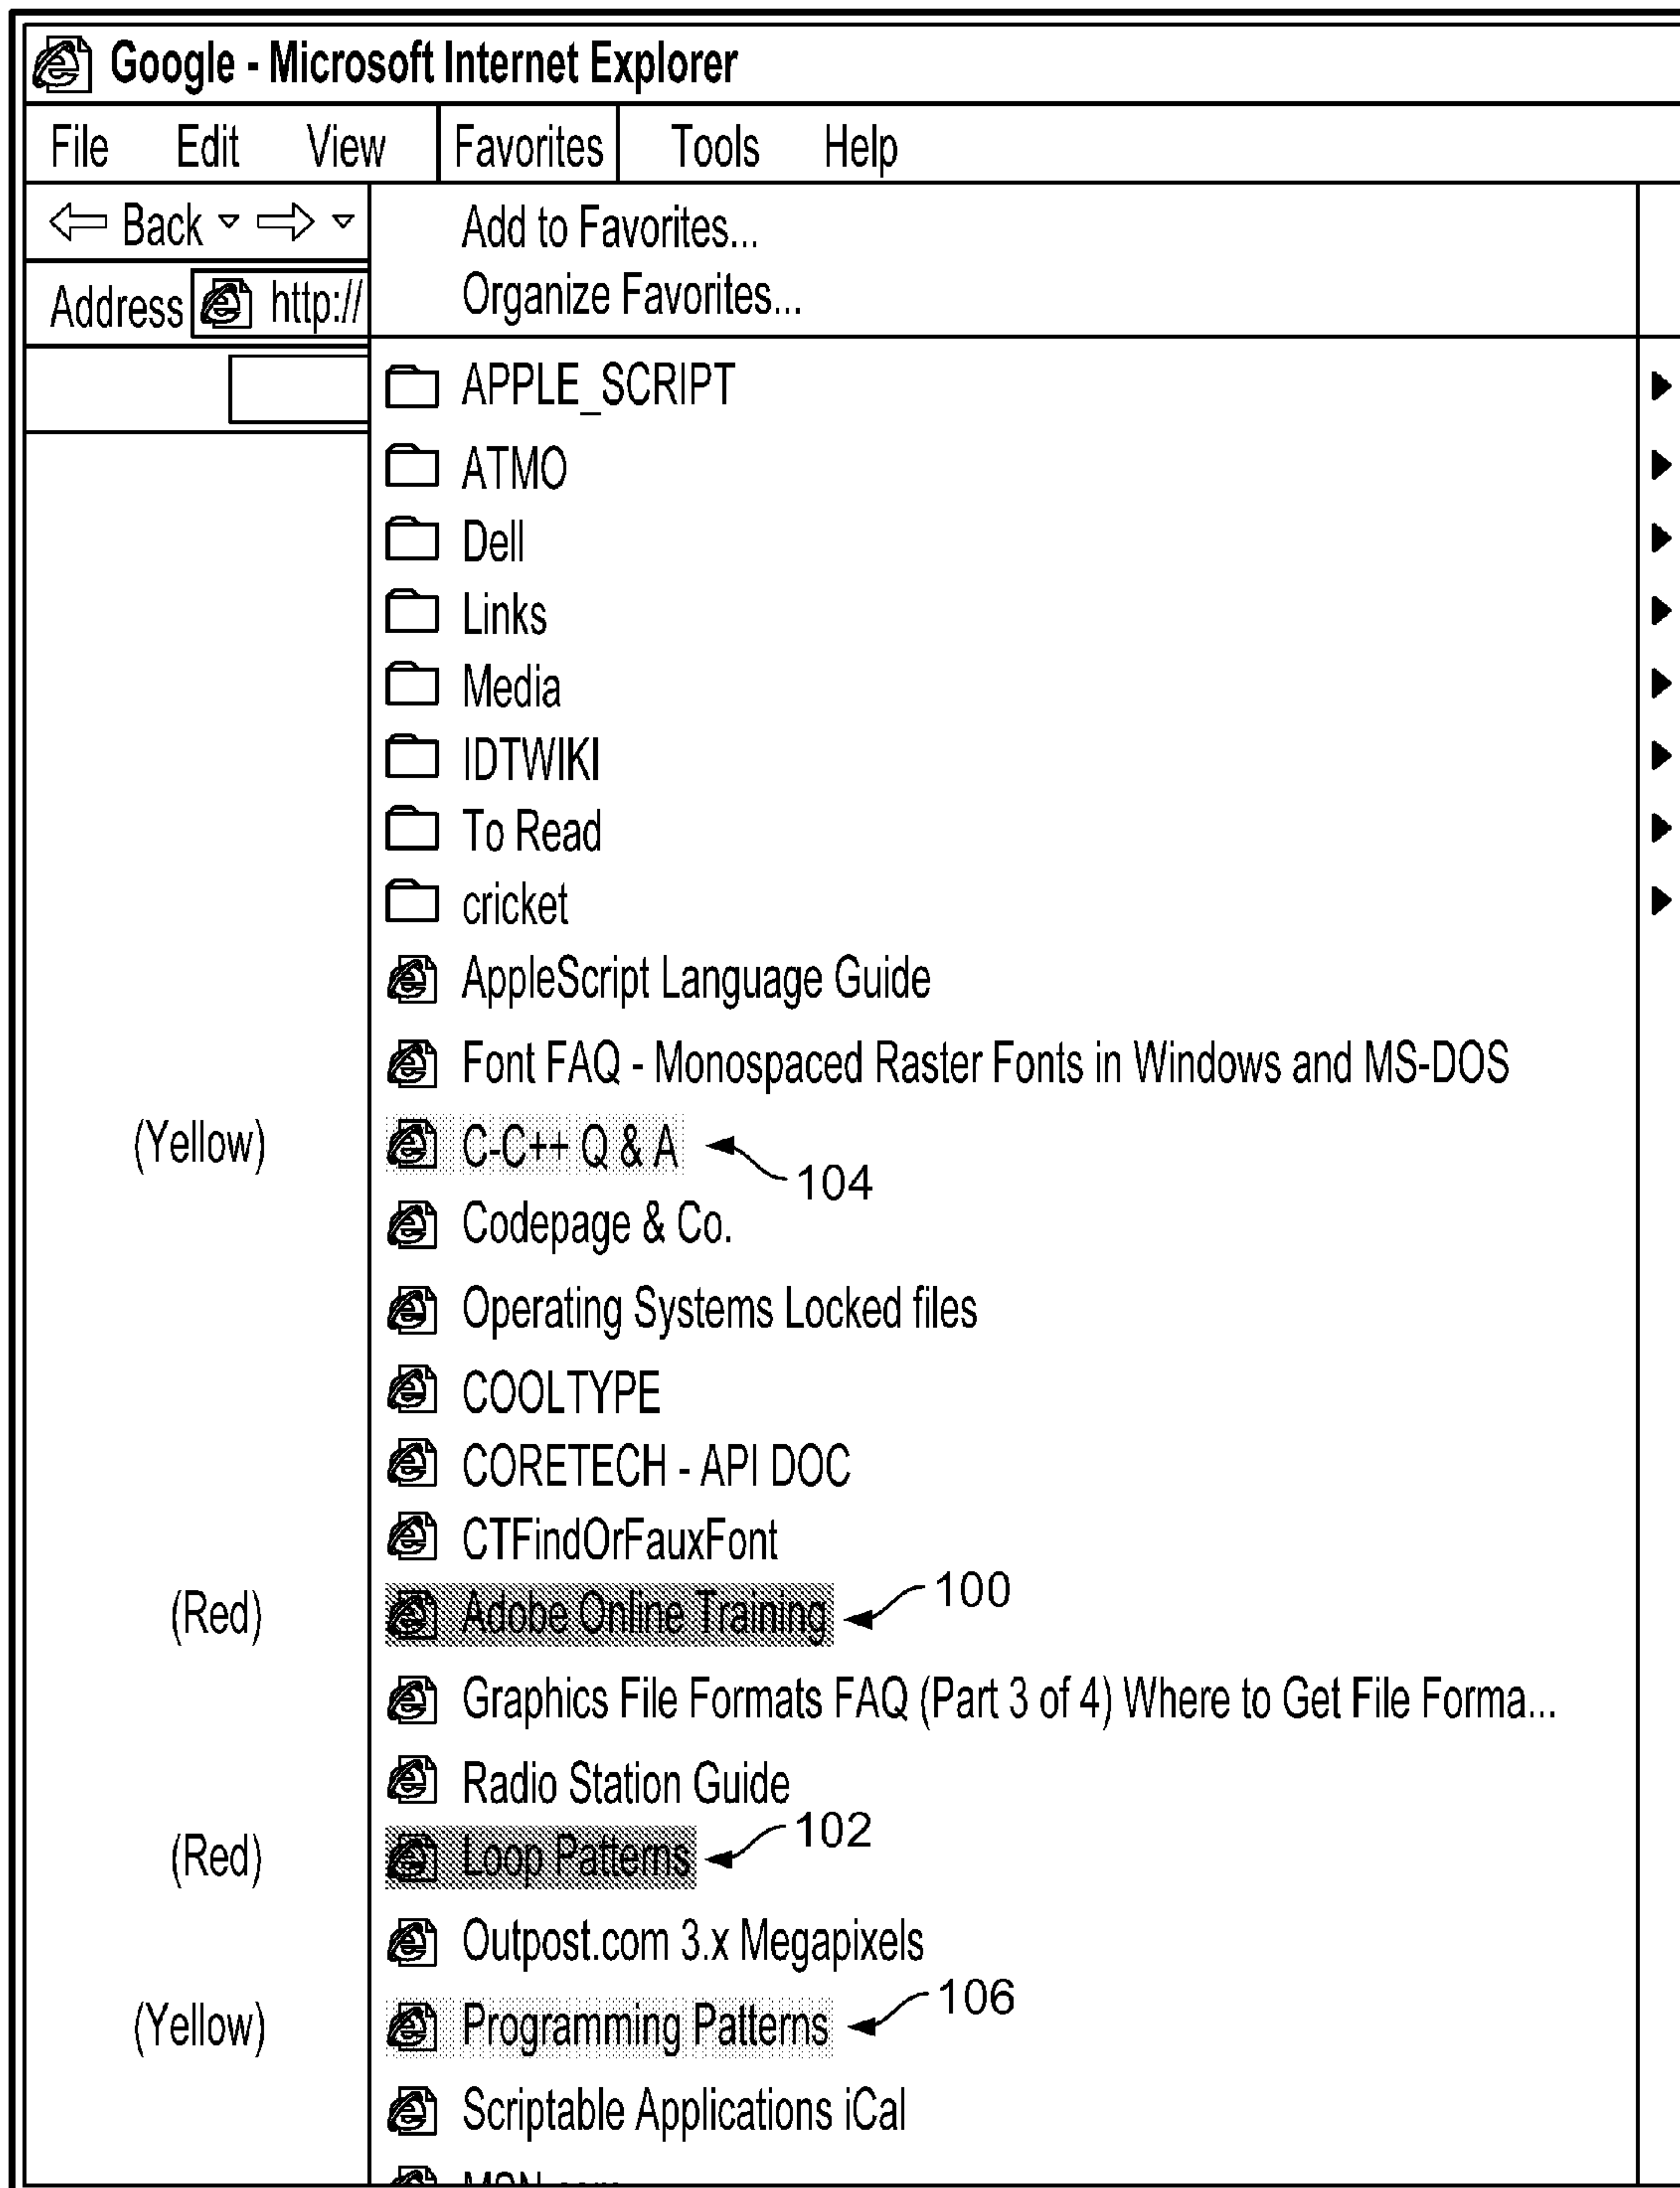 Google - Microsoft Internet Explorer
File Edit View Favorites Tools Help
Back
Add to Favorites...
Address http://
Organize Favorites...
APPLE_SCRIPT
ATMO
Dell
Links
Media
IDTWIKI
To Read
cricket
AppleScript Language Guide
Font FAQ - Monospaced Raster Fonts in Windows and MS-DOS
(Yellow) C-C++ Q & A 104
Codepage & Co.
Operating Systems Locked files
COOLTYPE
CORETECH - API DOC
CTFindOrFauxFont
(Red) Adobe Online Training 100
Graphics File Formats FAQ (Part 3 of 4) Where to Get File Forma...
Radio Station Guide
(Red) Loop Patterns 102
Outpost.com 3.x Megapixels
(Yellow) Programming Patterns 106
Scriptable Applications iCal